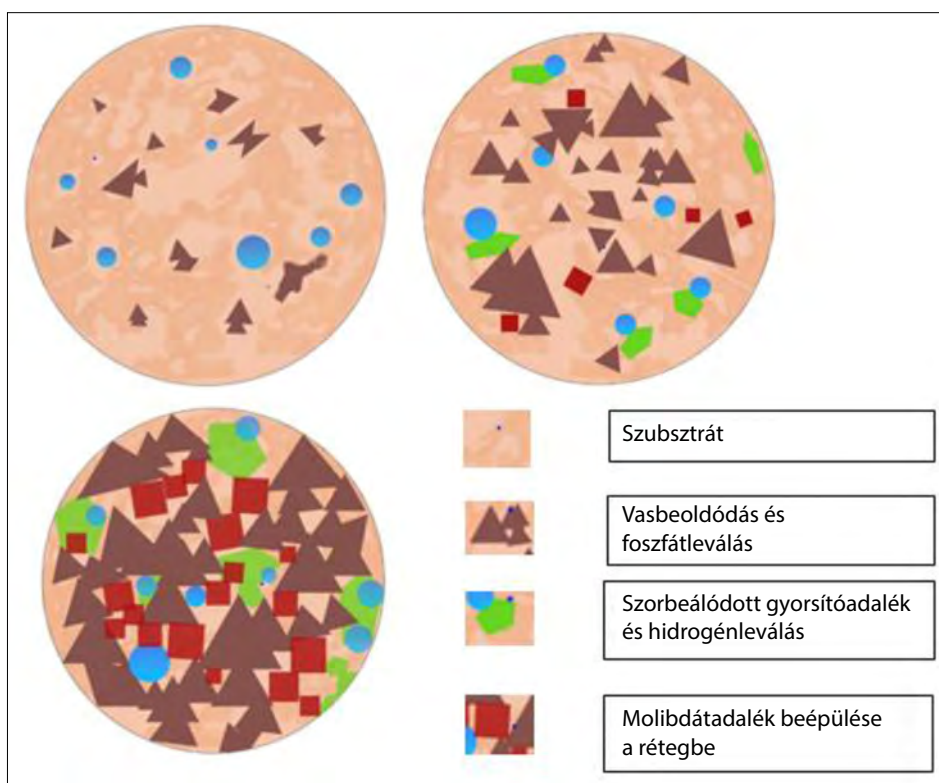 Szubsztrát
Vasbeoldódás és
foszfátleválás
Szorbeálódott gyorsítóadalék
és hidrogénleválás
Molibdátadalék beépülése
a rétegbe